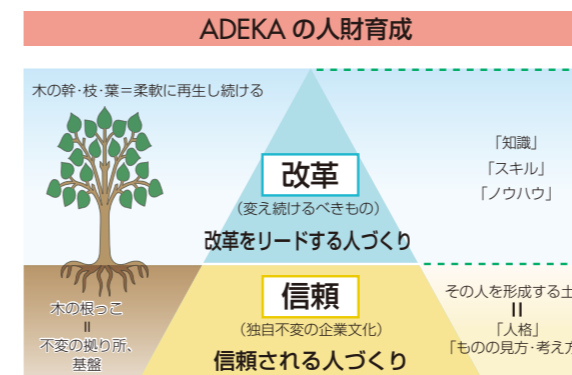 ADEKA の人財育成
木の幹・枝・葉＝柔軟に再生し続ける
「知識」
「スキル」
「ノウハウ」
改革
（変え続けるべきもの）
改革をリードする人づくり
木の根っこ
＝
不変の拠り所、
基盤
信頼
（独自不変の企業文化）
信頼される人づくり
その人を形成する土
＝
「人格」
「ものの見方・考え方